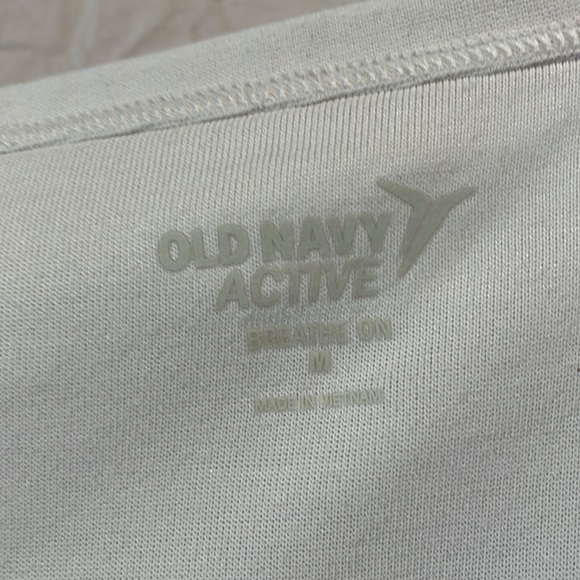 OLD NAVY
ACTIVE
BREATHE ON
M
MADE IN VIETNAM